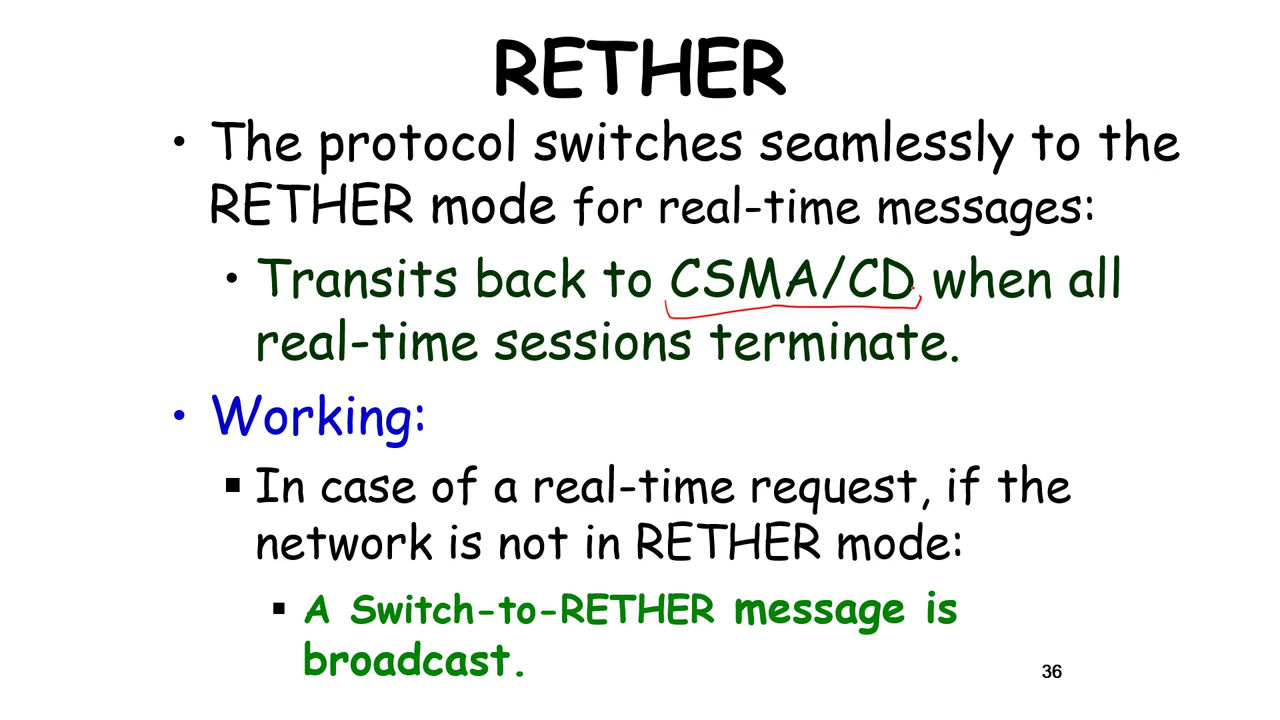 RETHER
• The protocol switches seamlessly to the
RETHER mode for real-time messages:
• Transits back to CSMA/CD when all
real-time sessions terminate.
• Working:
▪ In case of a real-time request, if the
network is not in RETHER mode:
▪ A Switch-to-RETHER message is
broadcast.
36